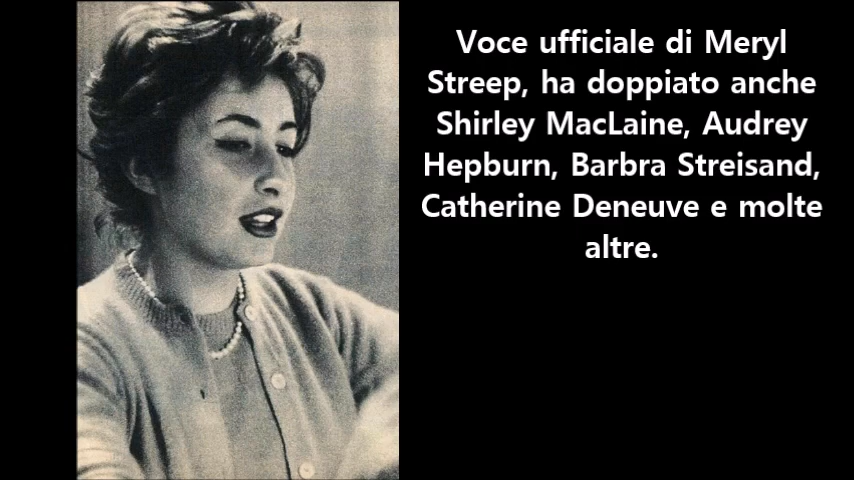 Voce ufficiale di Meryl
Streep, ha doppiato anche
Shirley MacLaine, Audrey
Hepburn, Barbra Streisand,
Catherine Deneuve e molte
altre.